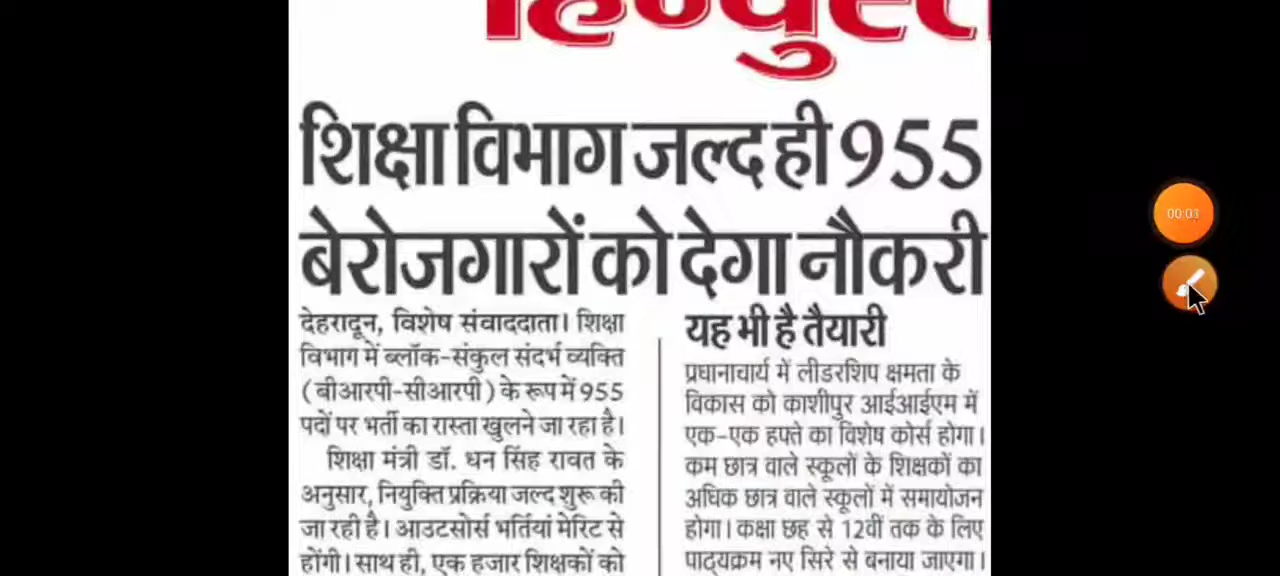 शिक्षा विभाग जल्द ही 955
बेरोजगारों को देगा नौकरी
देहरादून, विशेष संवाददाता। शिक्षा
विभाग में ब्लॉक-संकुल संदर्भ व्यक्ति
(बीआरपी-सीआरपी) के रूप में 955
पदों पर भर्ती का रास्ता खुलने जा रहा है।
शिक्षा मंत्री डॉ. धन सिंह रावत के
अनुसार, नियुक्ति प्रक्रिया जल्द शुरू की
जा रही है। आउटसोर्स भर्तियां मेरिट से
होंगी। साथ ही, एक हजार शिक्षकों को
यह भी है तैयारी
प्रधानाचार्य में लीडरशिप क्षमता के
विकास को काशीपुर आईआईएम में
एक-एक हफ्ते का विशेष कोर्स होगा।
कम छात्र वाले स्कूलों के शिक्षकों का
अधिक छात्र वाले स्कूलों में समायोजन
होगा। कक्षा छह से 12वीं तक के लिए
पाठ्यक्रम नए सिरे से बनाया जाएगा।
00:03